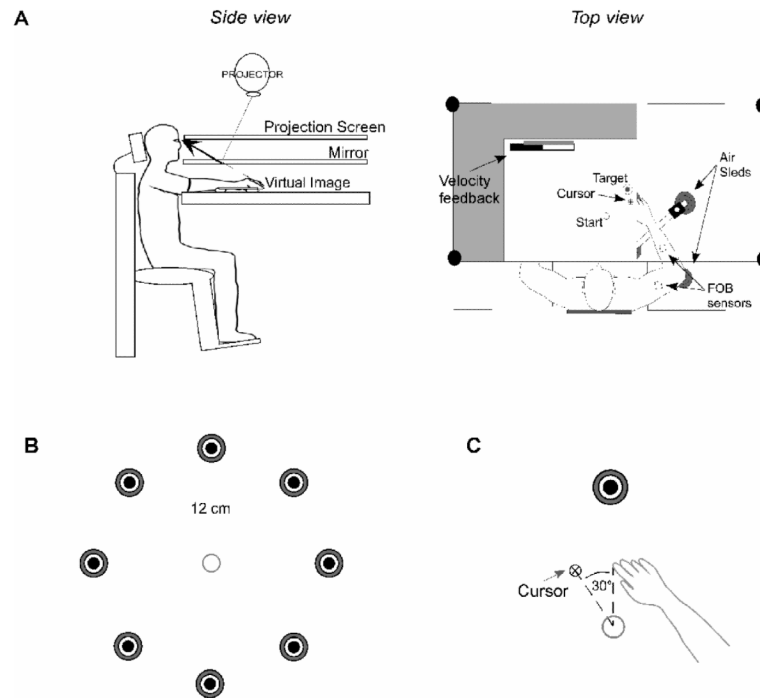 A
Side view
Top view
PROJECTOR
Projection Screen
Mirror
Virtual Image
Velocity
feedback
Target
Cursor
Start
Air
Sleds
FOB
sensors
B
12 cm
C
Cursor
30°